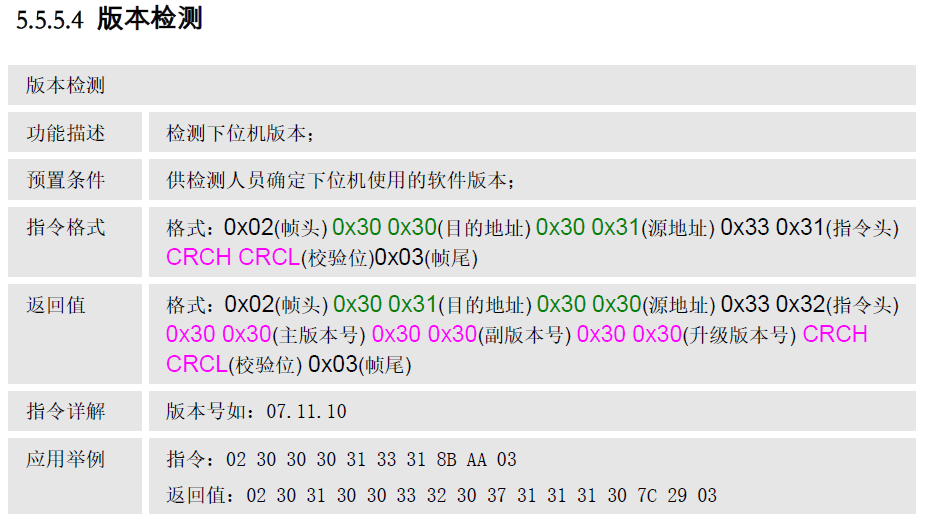 5.5.5.4 版本检测
版本检测
功能描述
检测下位机版本;
预置条件
供检测人员确定下位机使用的软件版本;
指令格式
格式：0x02(帧头) 0x30 0x30(目的地址) 0x30 0x31(源地址) 0x33 0x31(指令头)
CRCH CRCL(校验位)0x03(帧尾)
返回值
格式：0x02(帧头) 0x30 0x31(目的地址) 0x30 0x30(源地址) 0x33 0x32(指令头)
0x30 0x30(主版本号) 0x30 0x30(副版本号) 0x30 0x30(升级版本号) CRCH
CRCL(校验位) 0x03(帧尾)
指令详解
版本号如：07.11.10
应用举例
指令：02 30 30 30 31 33 31 8B AA 03
返回值：02 30 31 30 30 33 32 30 37 31 31 31 30 7C 29 03